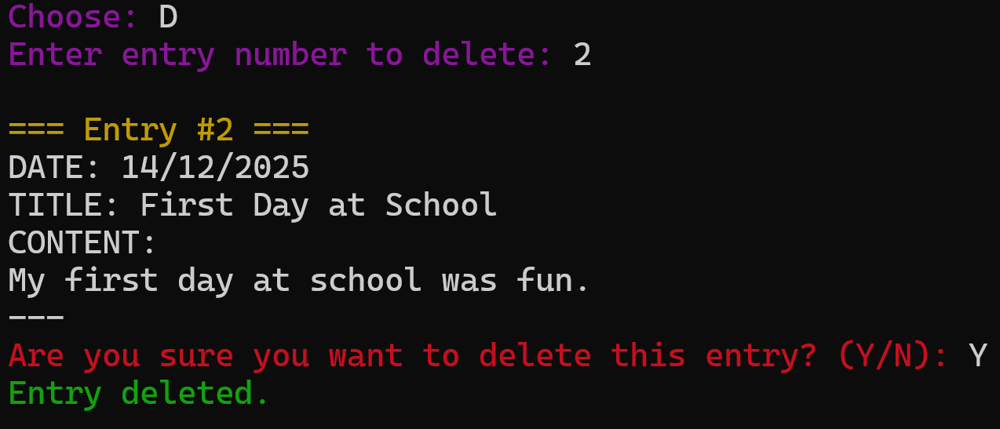 Choose: D
Enter entry number to delete: 2
=== Entry #2 ===
DATE: 14/12/2025
TITLE: First Day at School
CONTENT:
My first day at school was fun.
---
Are you sure you want to delete this entry? (Y/N): Y
Entry deleted.